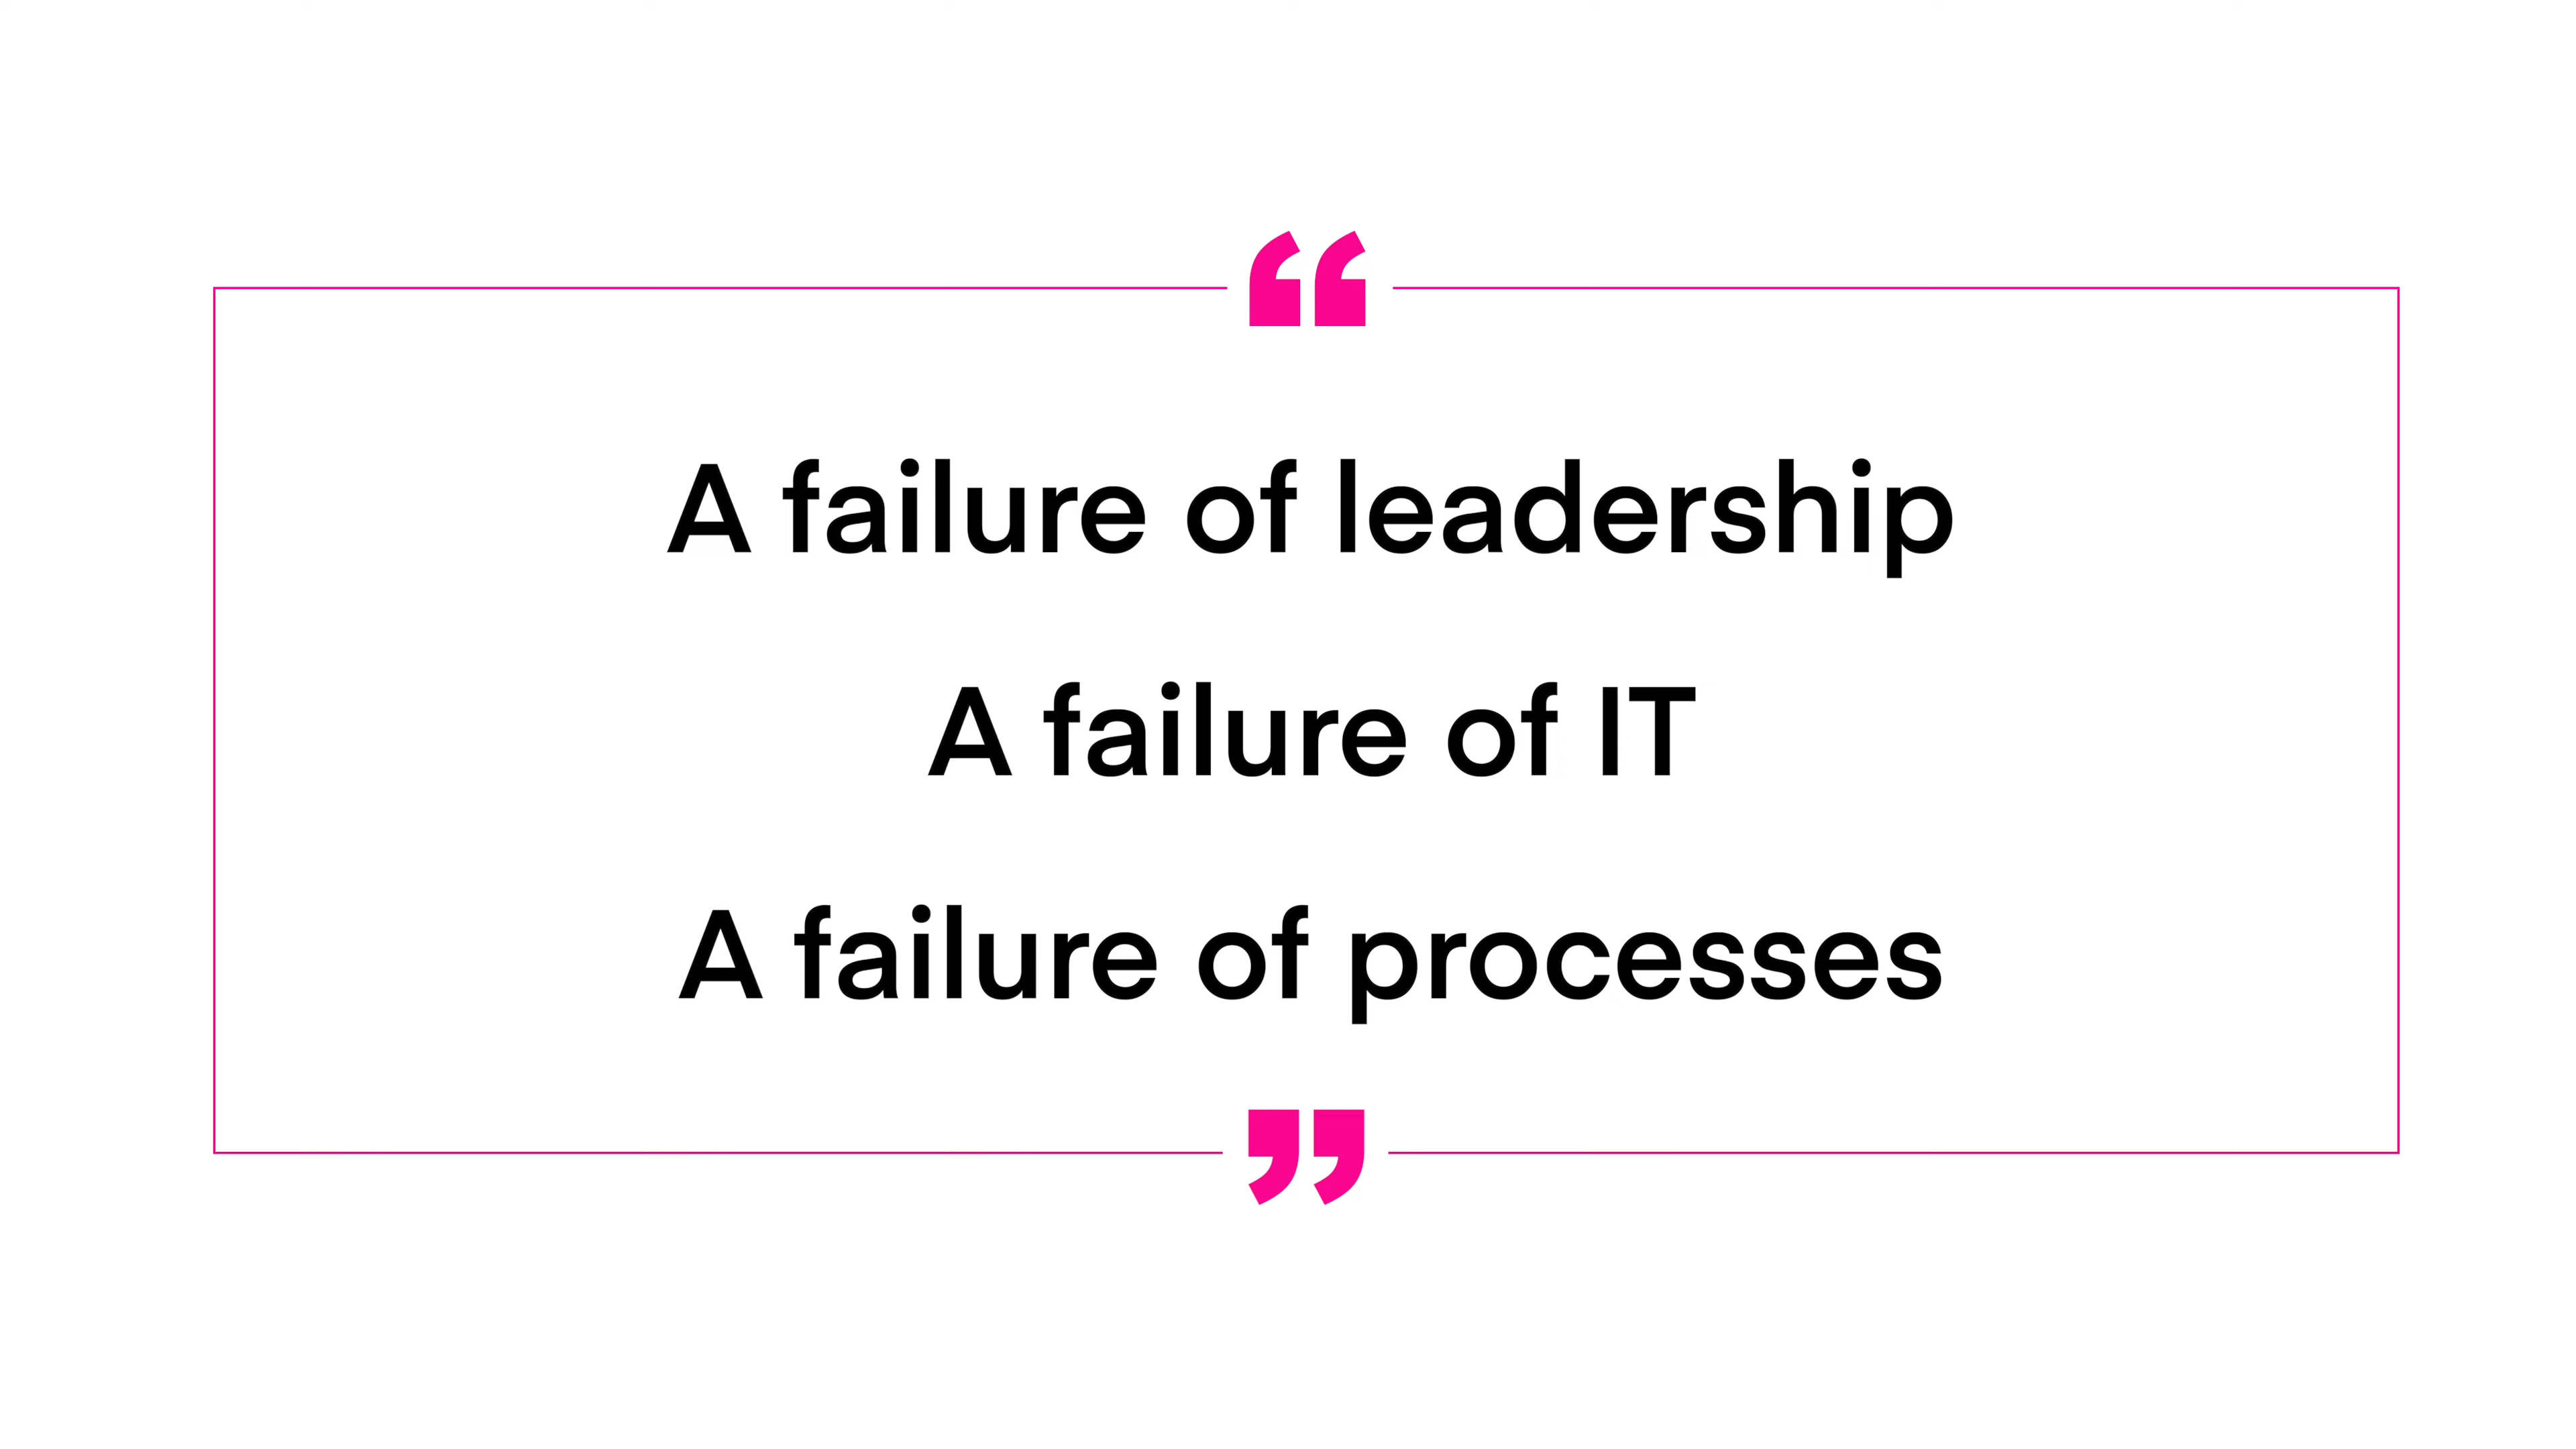 “
A failure of leadership
A failure of IT
A failure of processes
”